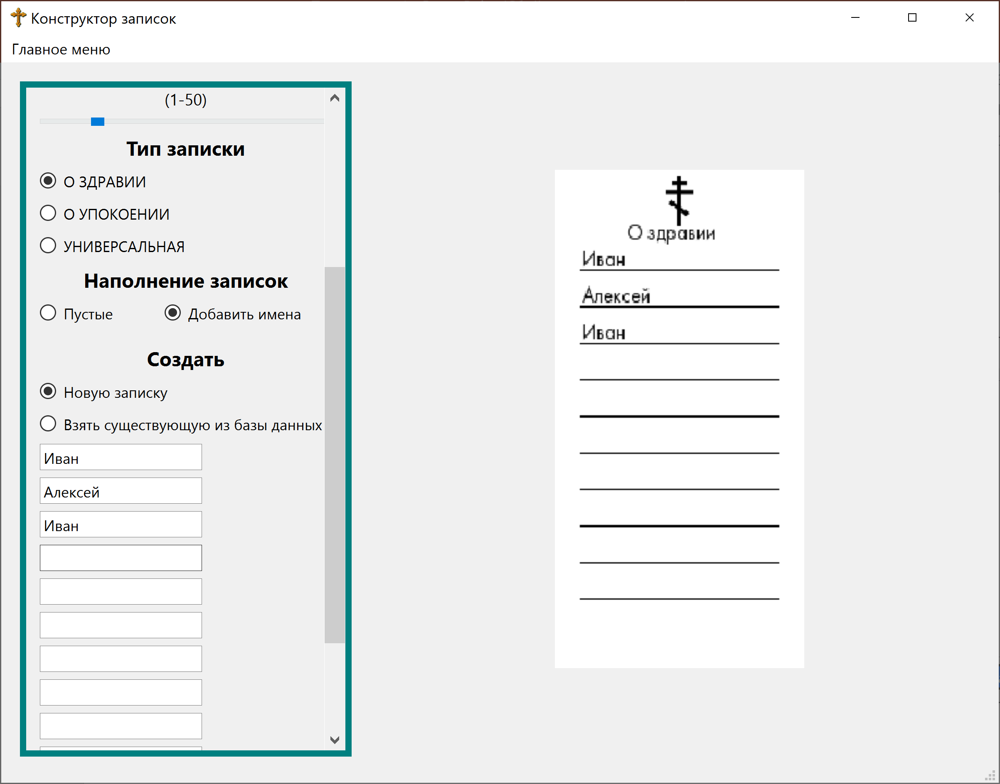 Конструктор записок
Главное меню
(1-50)
Тип записки
О ЗДРАВИИ
О УПОКОЕНИИ
УНИВЕРСАЛЬНАЯ
Наполнение записок
Пустые Добавить имена
Создать
Новую записку
Взять существующую из базы данных
Иван
Алексей
Иван
О здравии
Иван
Алексей
Иван